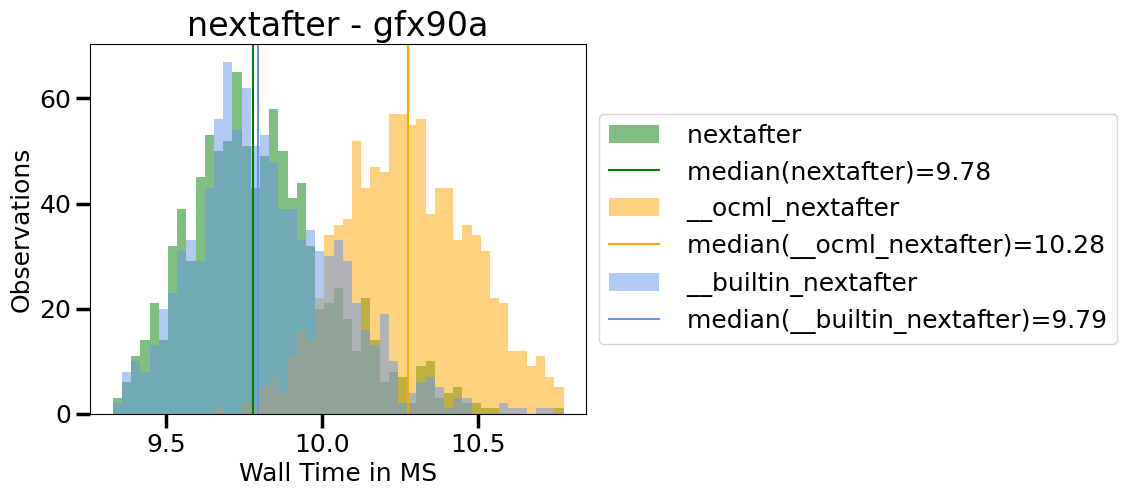 nextafter - gfx90a
Observations
60
40
20
0
9.5
10.0
10.5
Wall Time in MS
nextafter
median(nextafter)=9.78
__ocml_nextafter
median(__ocml_nextafter)=10.28
__builtin_nextafter
median(__builtin_nextafter)=9.79